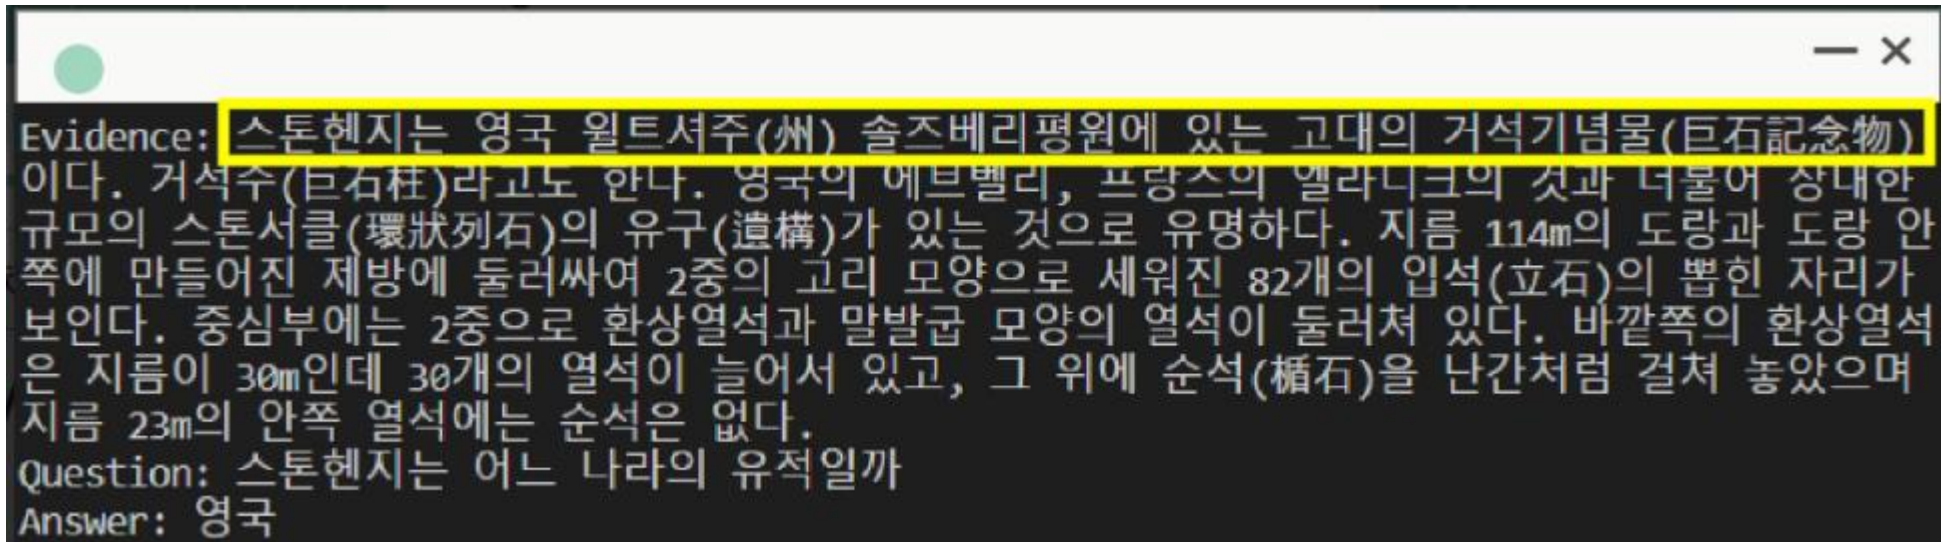 Evidence: 스톤헨지는 영국 윌트셔주(州) 솔즈베리평원에 있는 고대의 거석기념물(巨石記念物)
이다. 거석주(巨石柱)라고도 한다. 영국의 에브벨리, 프랑스의 앨라니크의 것과 더불어 장대한
규모의 스톤서클(環狀列石)의 유구(遺構)가 있는 것으로 유명하다. 지름 114m의 도랑과 도랑 안
쪽에 만들어진 제방에 둘러싸여 2중의 고리 모양으로 세워진 82개의 입석(立石)의 뽑힌 자리가
보인다. 중심부에는 2중으로 환상열석과 말발굽 모양의 열석이 둘러쳐 있다. 바깥쪽의 환상열석
은 지름이 30m인데 30개의 열석이 늘어서 있고, 그 위에 순석(楯石)을 난간처럼 걸쳐 놓았으며
지름 23m의 안쪽 열석에는 순석은 없다.
Question: 스톤헨지는 어느 나라의 유적일까
Answer: 영국